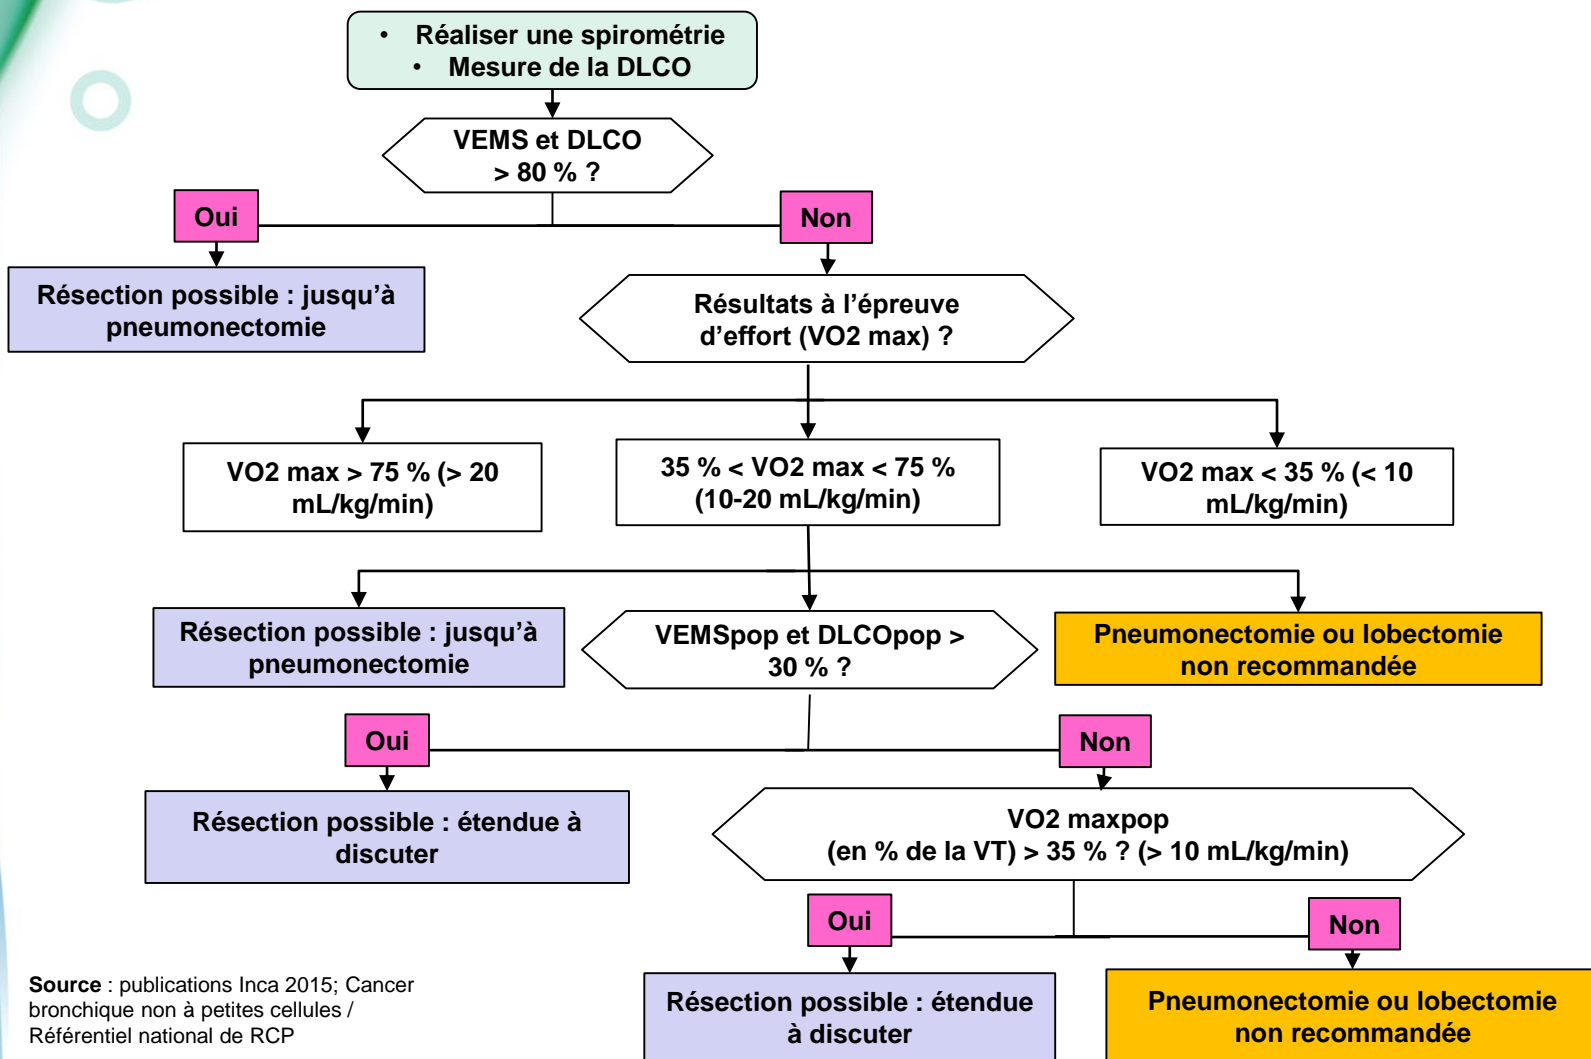 • Réaliser une spirométrie
• Mesure de la DLCO
VEMS et DLCO
> 80 % ?
Oui
Non
Résection possible : jusqu'à
pneumonectomie
Résultats à l'épreuve
d'effort (VO2 max) ?
VO2 max > 75 % (> 20
mL/kg/min)
35 % < VO2 max < 75 %
(10-20 mL/kg/min)
VO2 max < 35 % (< 10
mL/kg/min)
Résection possible : jusqu'à
pneumonectomie
VEMSpop et DLCOpop >
30 % ?
Pneumonectomie ou lobectomie
non recommandée
Oui
Non
Résection possible : étendue à
discuter
VO2 maxpop
(en % de la VT) > 35 % ? (> 10 mL/kg/min)
Oui
Non
Résection possible : étendue
à discuter
Pneumonectomie ou lobectomie
non recommandée
Source : publications Inca 2015; Cancer
bronchique non à petites cellules /
Référentiel national de RCP